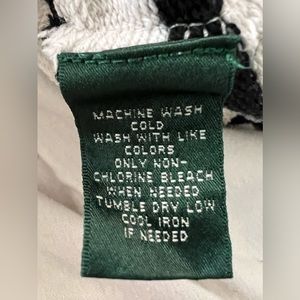 MACHINE WASH
COLD
WASH WITH LIKE
COLORS
ONLY NON-
CHLORINE BLEACH
WHEN NEEDED
TUMBLE DRY LOW
COOL IRON
IF NEEDED